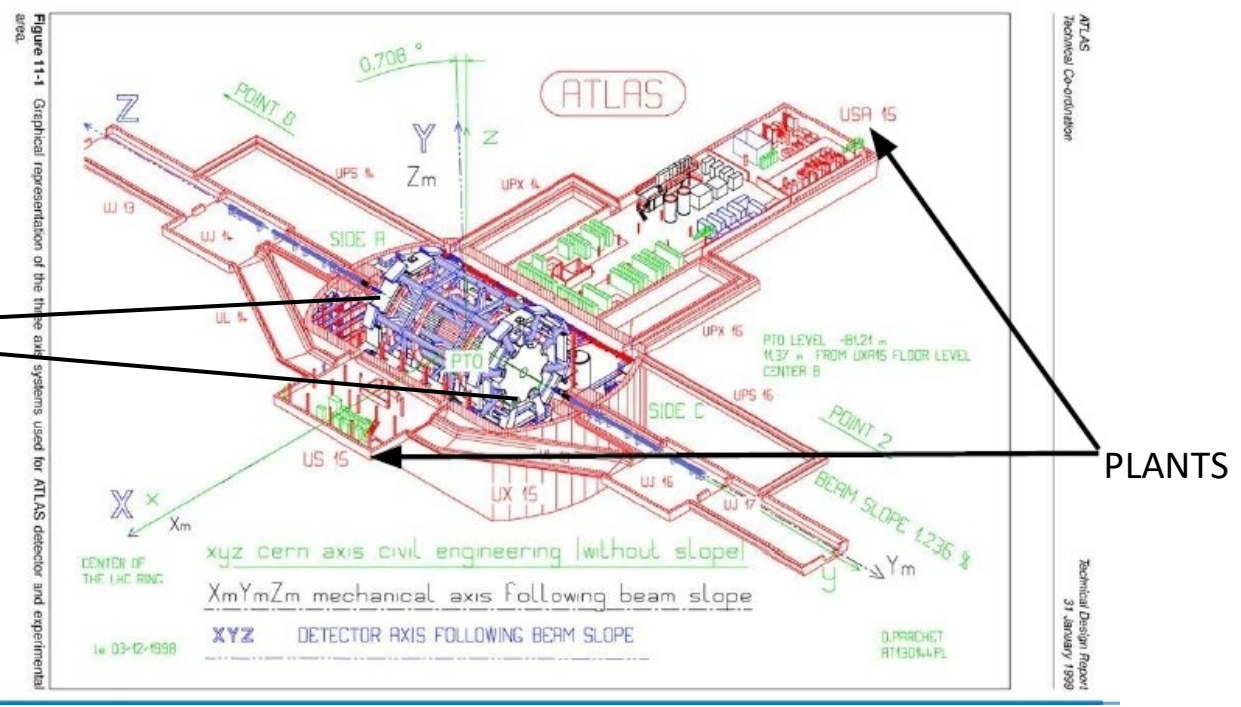 ATLAS
Technical Co-ordination
Technical Design Report
31 January 1999
0.708 °
ATLAS
USA 15
POINT 8
Z
Y
z
Zm
UPS 14
UPX 14
UJ 13
UJ 14
SIDE A
UL 14
PTO
UPX 16
PTO LEVEL -81.21 m
11.37 m FROM UXA15 FLOOR LEVEL
CENTER B
SIDE C
UPS 16
POINT 2
US 15
PLANTS
UX 15
UJ 16
UJ 17
BEAM SLOPE 1.236 %
X
x
Xm
Ym
y
CENTER OF
THE LHC RING
xyz cern axis civil engineering (without slope)
XmYmZm mechanical axis following beam slope
XYZ DETECTOR AXIS FOLLOWING BEAM SLOPE
le 03-12-1998
Figure 11-1 Graphical representation of the three axis systems used for ATLAS detector and experimental
area.